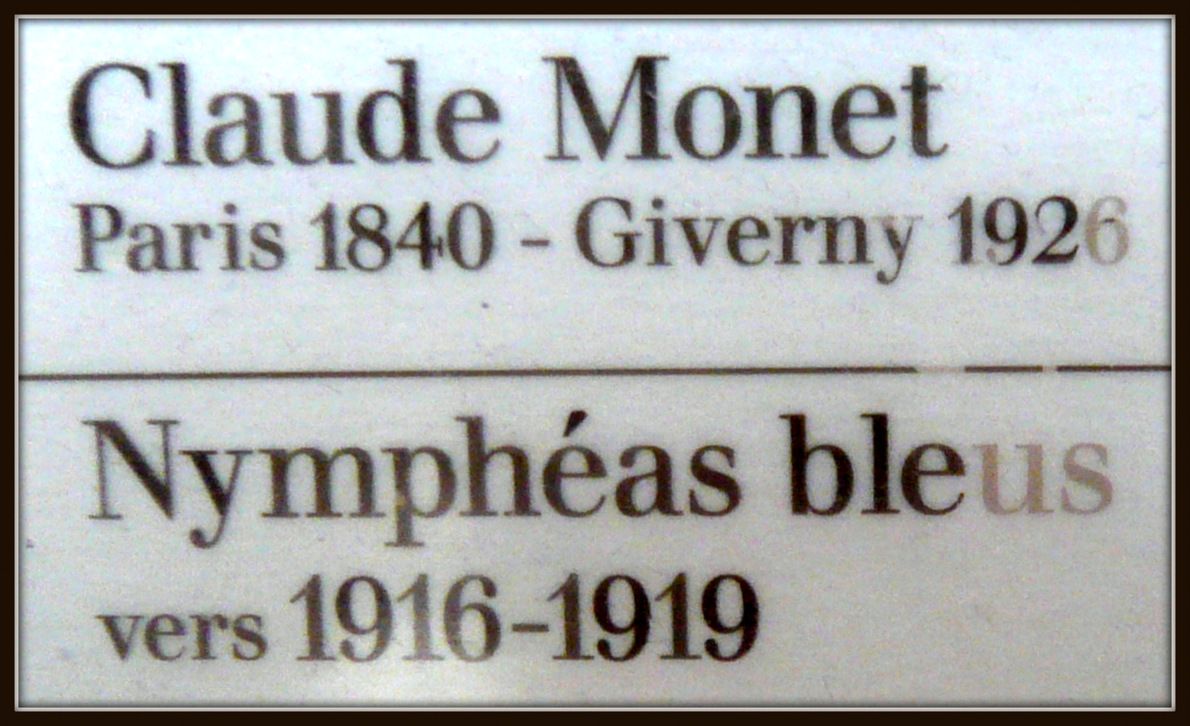 Claude Monet
Paris 1840 - Giverny 1926
Nymphéas bleus
vers 1916-1919